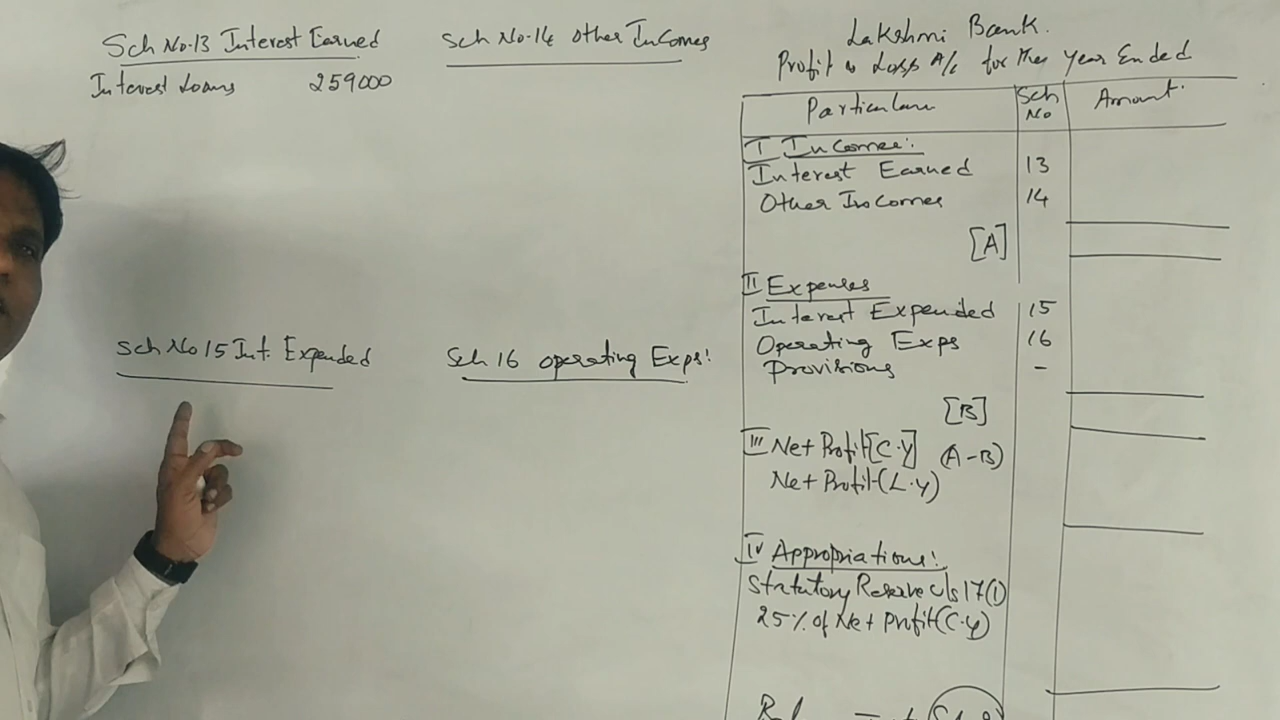 Sch No.13 Interest Earned
Interest Loans 259000
Sch No.14 Other Incomes
Sch No 15 Int. Expended
Sch 16 Operating Exps:
Lakshmi Bank.
Profit & Loss A/c for the Year Ended
Particulars Sch No Amount.
I Incomes:
Interest Earned 13
Other Incomes 14
[A]
II Expenses
Interest Expended 15
Operating Exps 16
Provisions -
[B]
III Net Profit [C.Y] (A-B)
Net Profit (L.Y)
IV Appropriations:
Statutory Reserve u/s 17(1)
25% of Net Profit (C.Y)